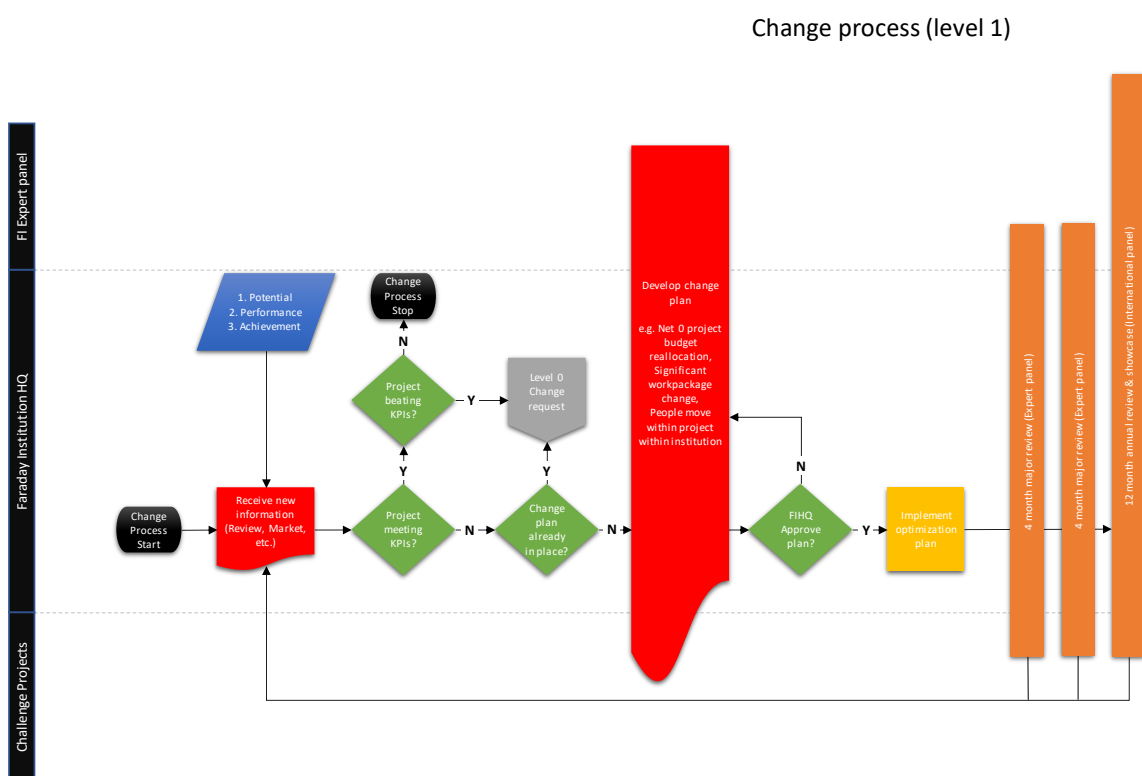 Change process (level 1)
FI Expert panel
Faraday Institution HQ
Challenge Projects
1. Potential
2. Performance
3. Achievement
Change
Process
Stop
N
Project
beating
KPIs?
Y
Level 0
Change
request
Y
Y
Change
Process
Start
Receive new
information
(Review, Market,
etc.)
Project
meeting
KPIs?
N
Change
plan
already
in place?
N
Develop change
plan
e.g. Net 0 project
budget
reallocation,
Significant
workpackage
change,
People move
within project
within institution
N
FIHQ
Approve
plan?
Y
Implement
optimization
plan
4 month major review (Expert panel)
4 month major review (Expert panel)
12 month annual review & showcase (International panel)